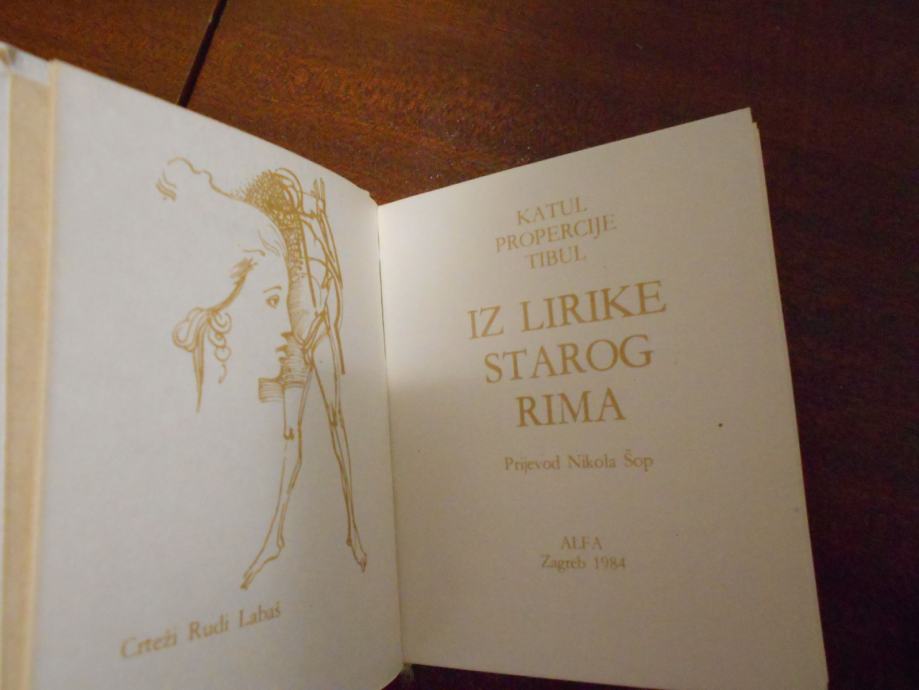 Crteži Rudi Labaš
KATUL
PROPERCIJE
TIBUL
IZ LIRIKE
STAROG
RIMA
Prijevod Nikola Šop
ALFA
Zagreb 1984